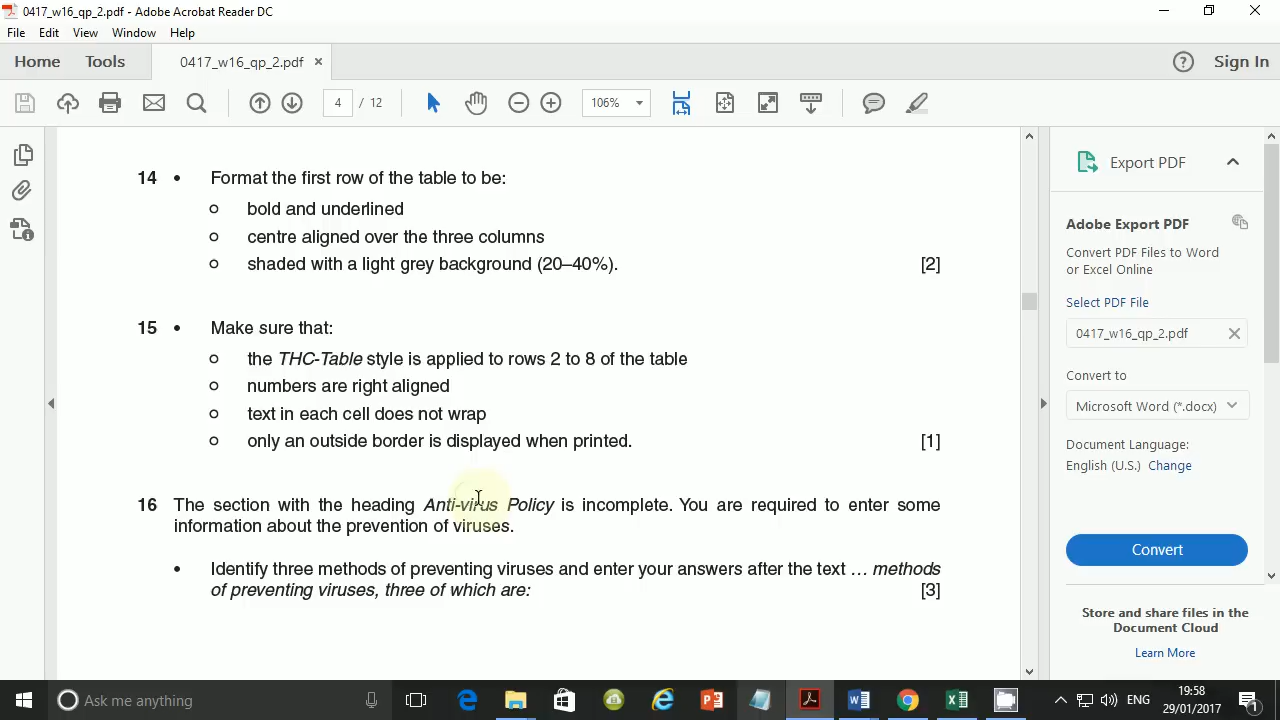 0417_w16_qp_2.pdf - Adobe Acrobat Reader DC
File Edit View Window Help
Home Tools 0417_w16_qp_2.pdf × ? Sign In
4 / 12 106%
14 • Format the first row of the table to be:
o bold and underlined
o centre aligned over the three columns
o shaded with a light grey background (20–40%). [2]
15 • Make sure that:
o the THC-Table style is applied to rows 2 to 8 of the table
o numbers are right aligned
o text in each cell does not wrap
o only an outside border is displayed when printed. [1]
16 The section with the heading Anti-virus Policy is incomplete. You are required to enter some
information about the prevention of viruses.
• Identify three methods of preventing viruses and enter your answers after the text … methods
of preventing viruses, three of which are: [3]
Export PDF
Adobe Export PDF
Convert PDF Files to Word
or Excel Online
Select PDF File
0417_w16_qp_2.pdf
Convert to
Microsoft Word (*.docx)
Document Language:
English (U.S.) Change
Convert
Store and share files in the
Document Cloud
Learn More
Ask me anything
ENG
19:58
29/01/2017
1